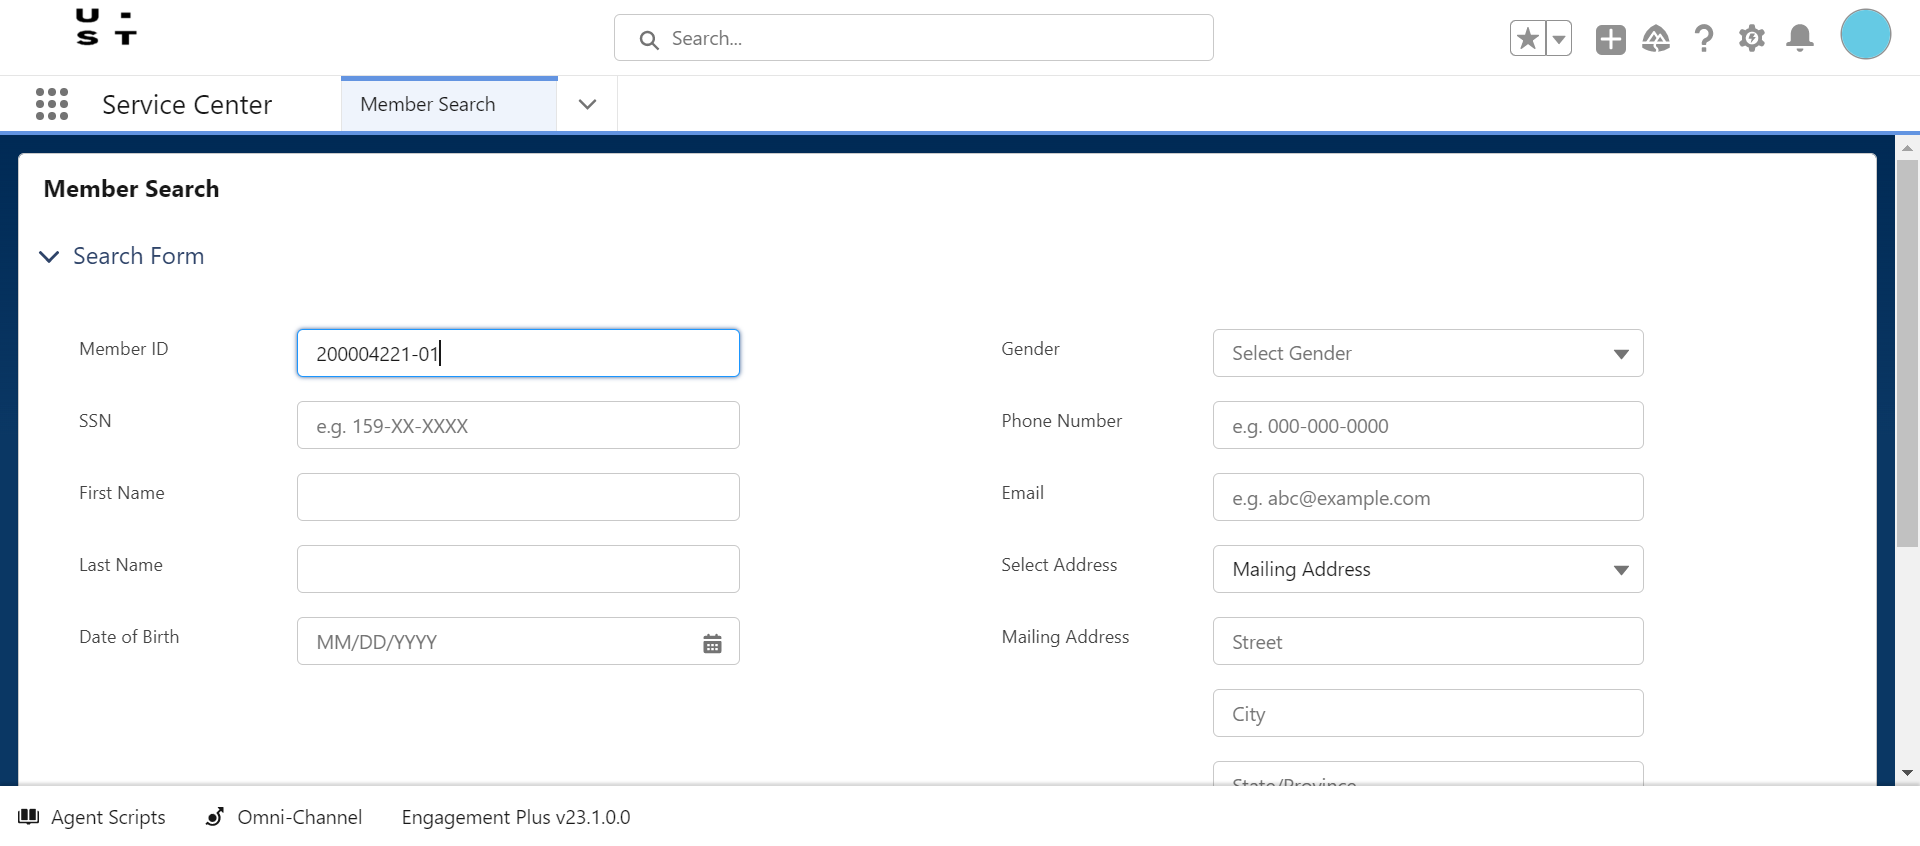 U -
S T
Search...
Service Center
Member Search
Member Search
Search Form
Member ID
200004221-01
Gender
Select Gender
SSN
e.g. 159-XX-XXXX
Phone Number
e.g. 000-000-0000
First Name
Email
e.g. abc@example.com
Last Name
Select Address
Mailing Address
Date of Birth
MM/DD/YYYY
Mailing Address
Street
City
State/Province
Agent Scripts
Omni-Channel
Engagement Plus v23.1.0.0